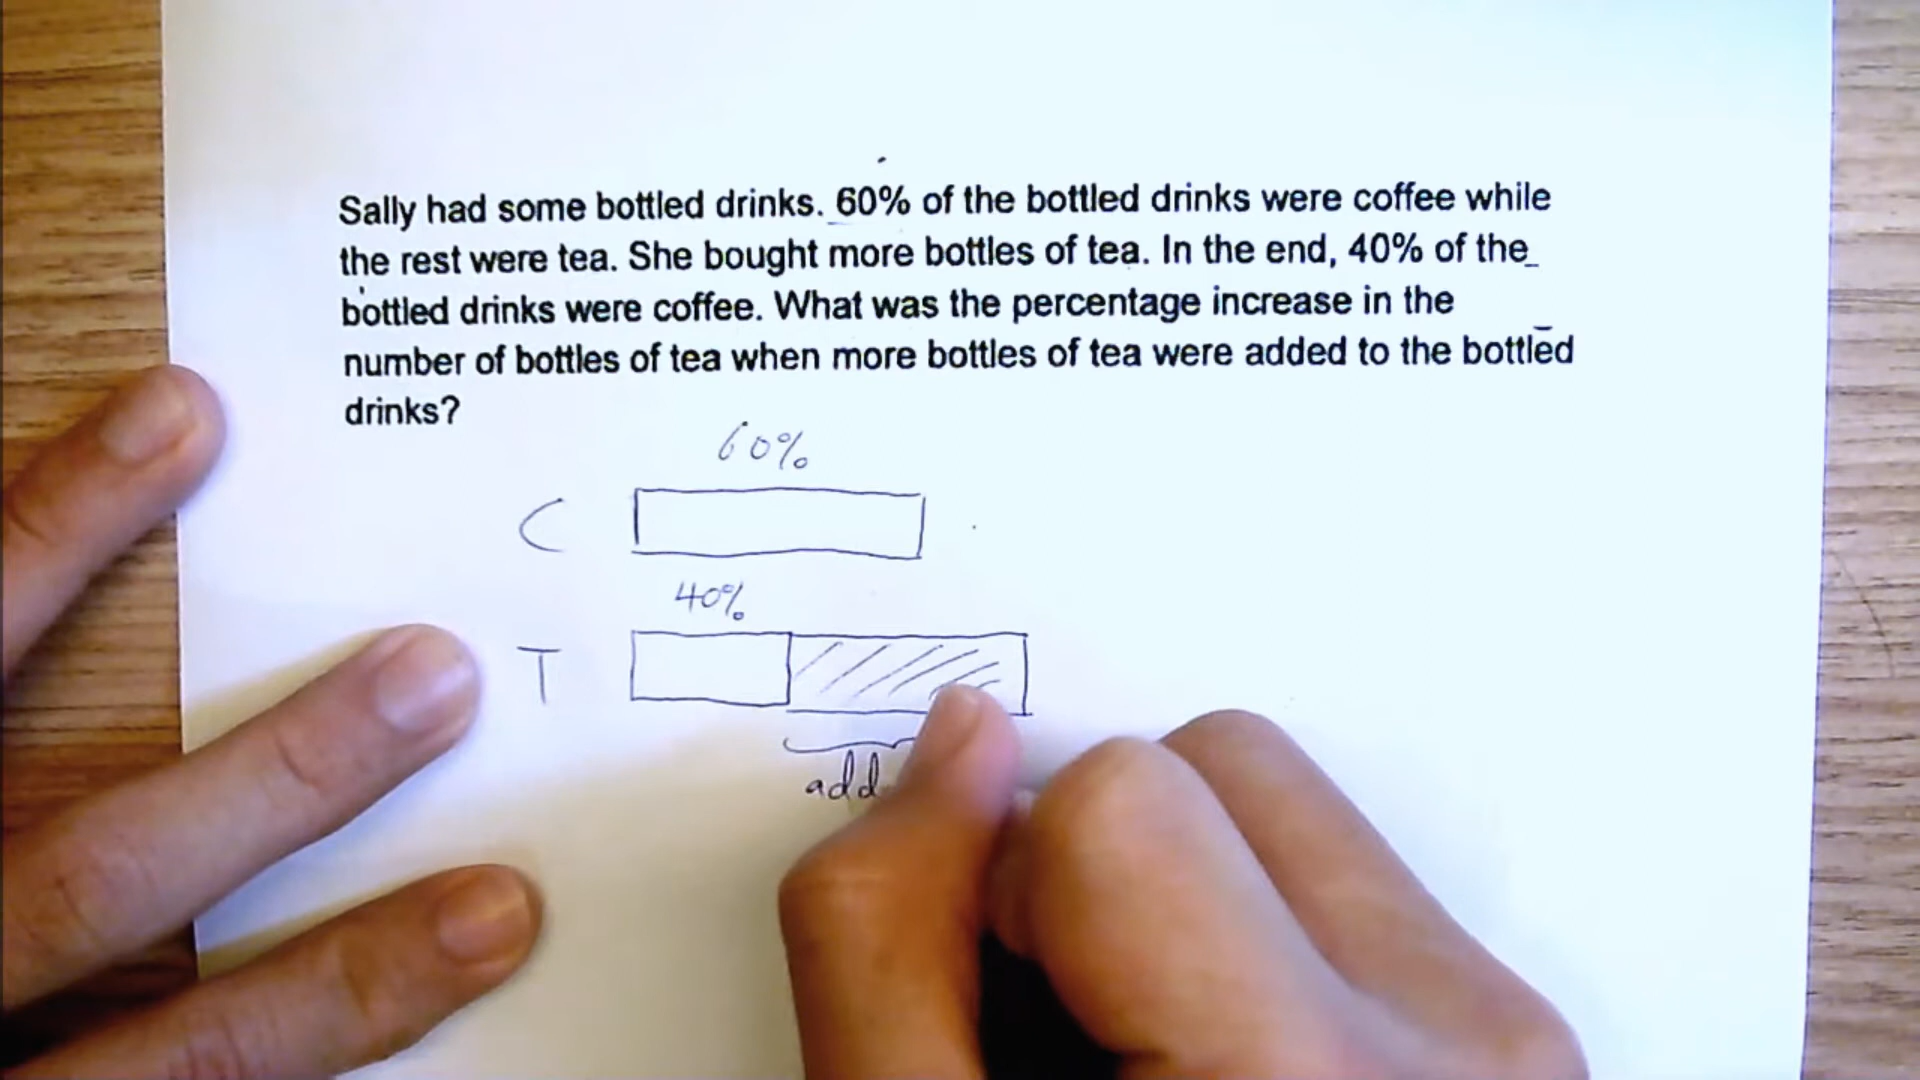 Sally had some bottled drinks. 60% of the bottled drinks were coffee while
the rest were tea. She bought more bottles of tea. In the end, 40% of the
bottled drinks were coffee. What was the percentage increase in the
number of bottles of tea when more bottles of tea were added to the bottled
drinks?
60%
C
40%
T
add